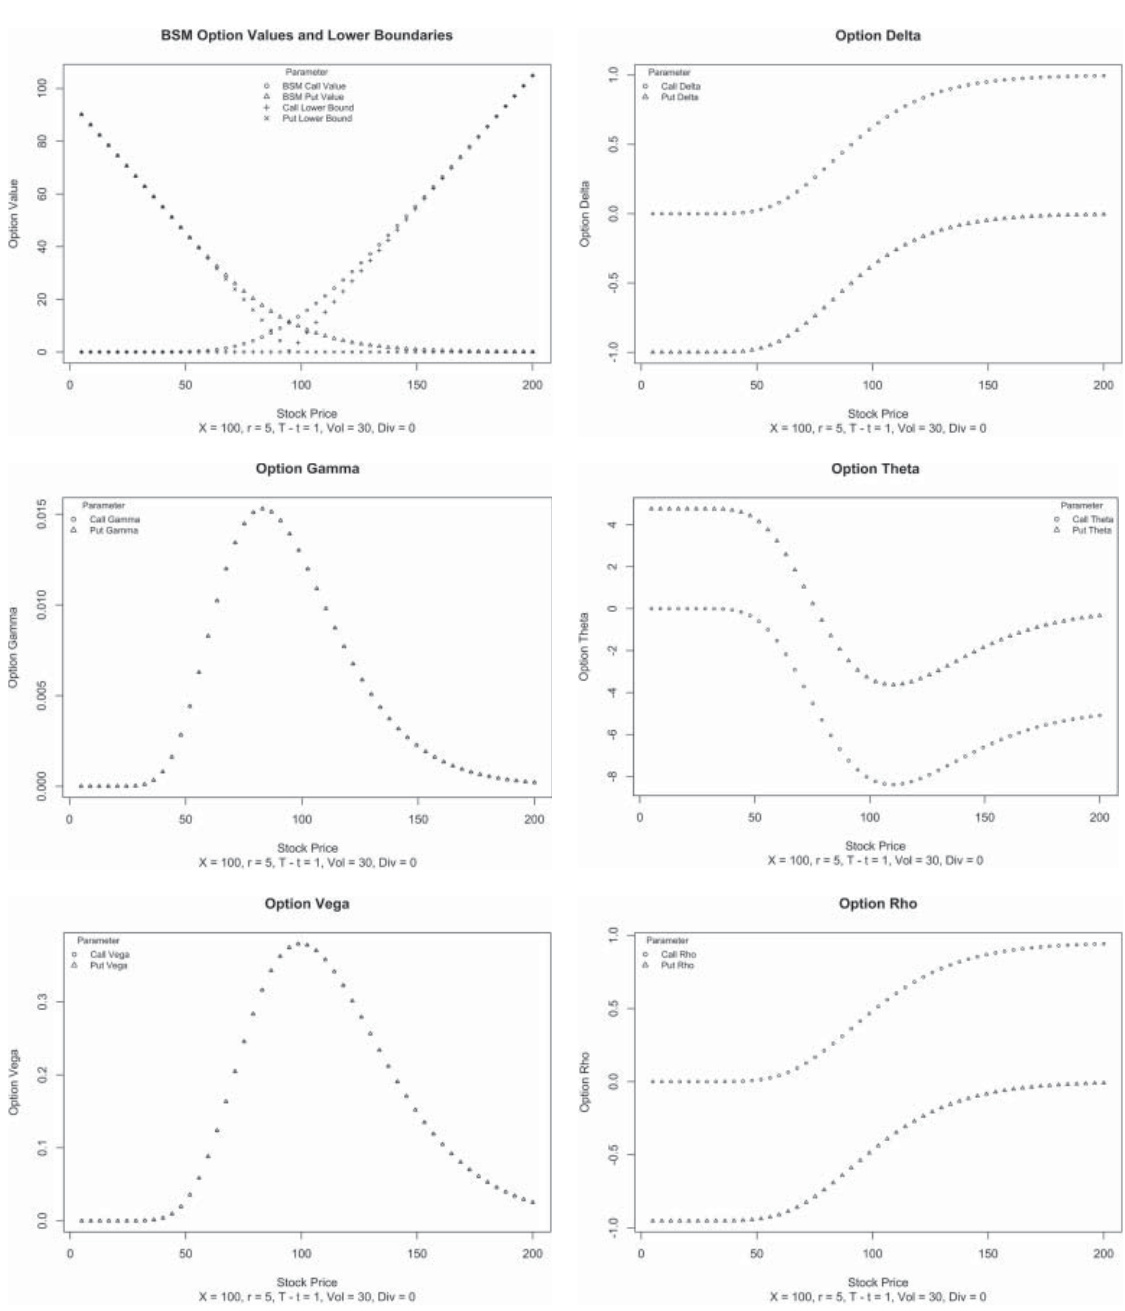 BSM Option Values and Lower Boundaries
Parameter
BSM Call Value
BSM Put Value
Call Lower Bound
Put Lower Bound
Option Value
0
20
40
60
80
100
0
50
100
150
200
Stock Price
X = 100, r = 5, T - t = 1, Vol = 30, Div = 0
Option Delta
Parameter
Call Delta
Put Delta
Option Delta
-1.0
-0.5
0.0
0.5
1.0
0
50
100
150
200
Stock Price
X = 100, r = 5, T - t = 1, Vol = 30, Div = 0
Option Gamma
Parameter
Call Gamma
Put Gamma
Option Gamma
0.000
0.005
0.010
0.015
0
50
100
150
200
Stock Price
X = 100, r = 5, T - t = 1, Vol = 30, Div = 0
Option Theta
Parameter
Call Theta
Put Theta
Option Theta
-8
-6
-4
-2
0
2
4
0
50
100
150
200
Stock Price
X = 100, r = 5, T - t = 1, Vol = 30, Div = 0
Option Vega
Parameter
Call Vega
Put Vega
Option Vega
0.0
0.1
0.2
0.3
0
50
100
150
200
Stock Price
X = 100, r = 5, T - t = 1, Vol = 30, Div = 0
Option Rho
Parameter
Call Rho
Put Rho
Option Rho
-1.0
-0.5
0.0
0.5
1.0
0
50
100
150
200
Stock Price
X = 100, r = 5, T - t = 1, Vol = 30, Div = 0